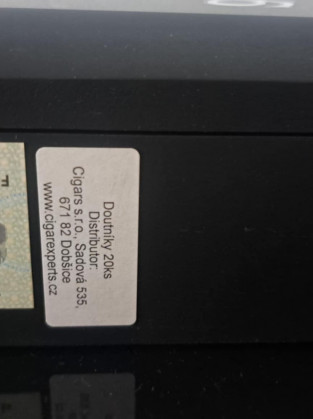 Doutníky 20ks
Distributor:
Cigars s.r.o., Sadová 535,
671 82 Dobšice
www.cigarexperts.cz
F